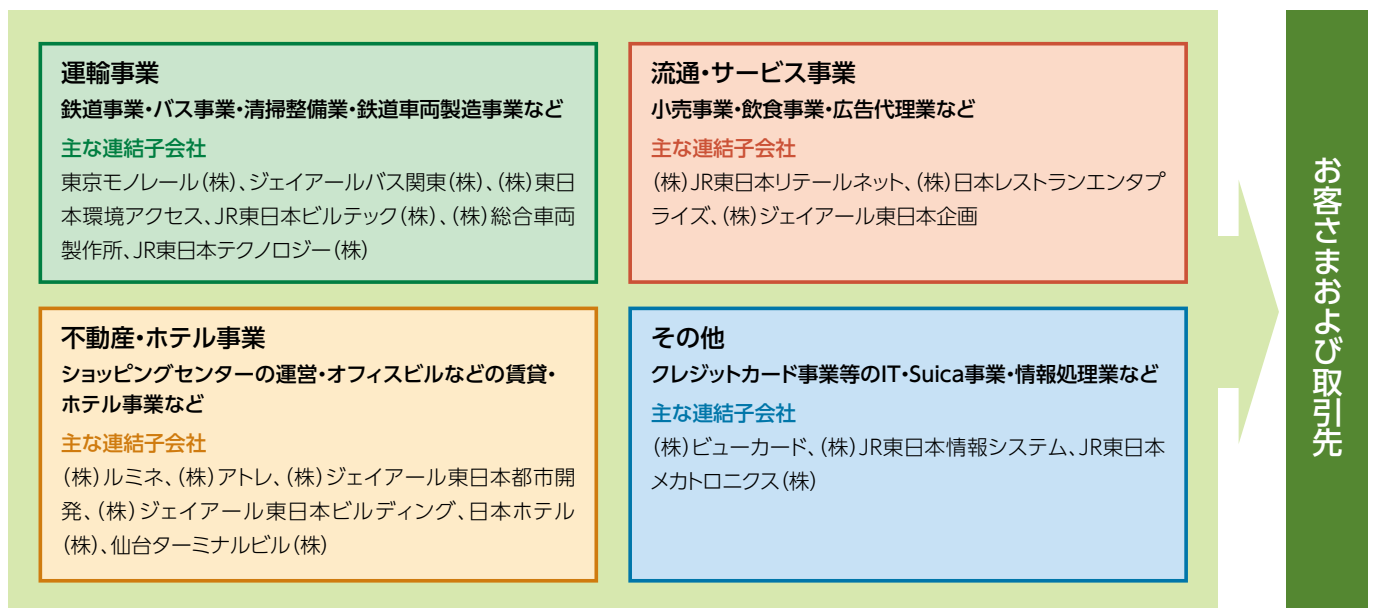 運輸事業
鉄道事業・バス事業・清掃整備業・鉄道車両製造事業など
主な連結子会社
東京モノレール(株)、ジェイアールバス関東(株)、(株)東日
本環境アクセス、JR東日本ビルテック(株)、(株)総合車両
製作所、JR東日本テクノロジー(株)
流通・サービス事業
小売事業・飲食事業・広告代理業など
主な連結子会社
(株)JR東日本リテールネット、(株)日本レストランエンタプ
ライズ、(株)ジェイアール東日本企画
不動産・ホテル事業
ショッピングセンターの運営・オフィスビルなどの賃貸・
ホテル事業など
主な連結子会社
(株)ルミネ、(株)アトレ、(株)ジェイアール東日本都市開
発、(株)ジェイアール東日本ビルディング、日本ホテル
(株)、仙台ターミナルビル(株)
その他
クレジットカード事業等のIT・Suica事業・情報処理業など
主な連結子会社
(株)ビューカード、(株)JR東日本情報システム、JR東日本
メカトロニクス(株)
お客さまおよび取引先